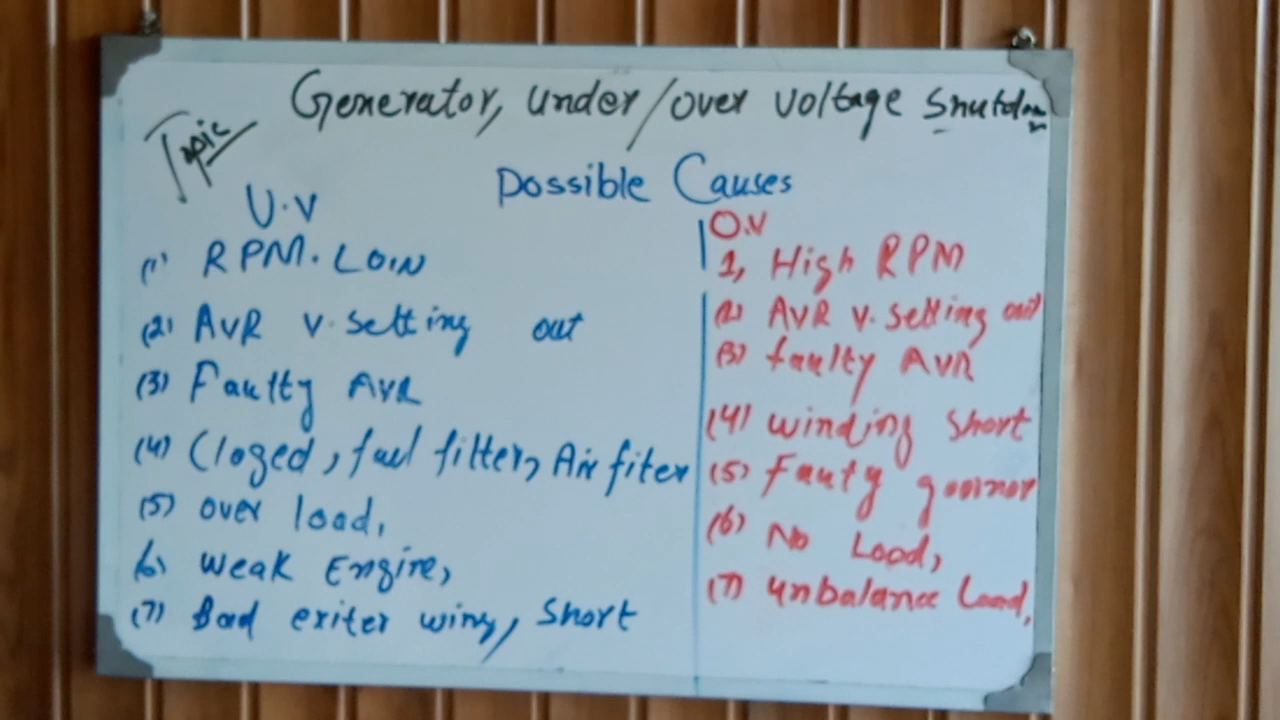 Generator, under/over voltage Shutdn
Topic
Possible Causes
U.V
(1) RPM. LOW
(2) AVR v. setting out
(3) Faulty AVR
(4) Cloged, fuel filter, Air fiter
(5) over load,
(6) Weak Engine,
(7) Bad exiter wing, Short
O.V
1, High RPM
(2) AVR v. setting out
(3) faulty AVR
(4) winding Short
(5) Fauty
(6) No Load,
(7) unbalance Load,